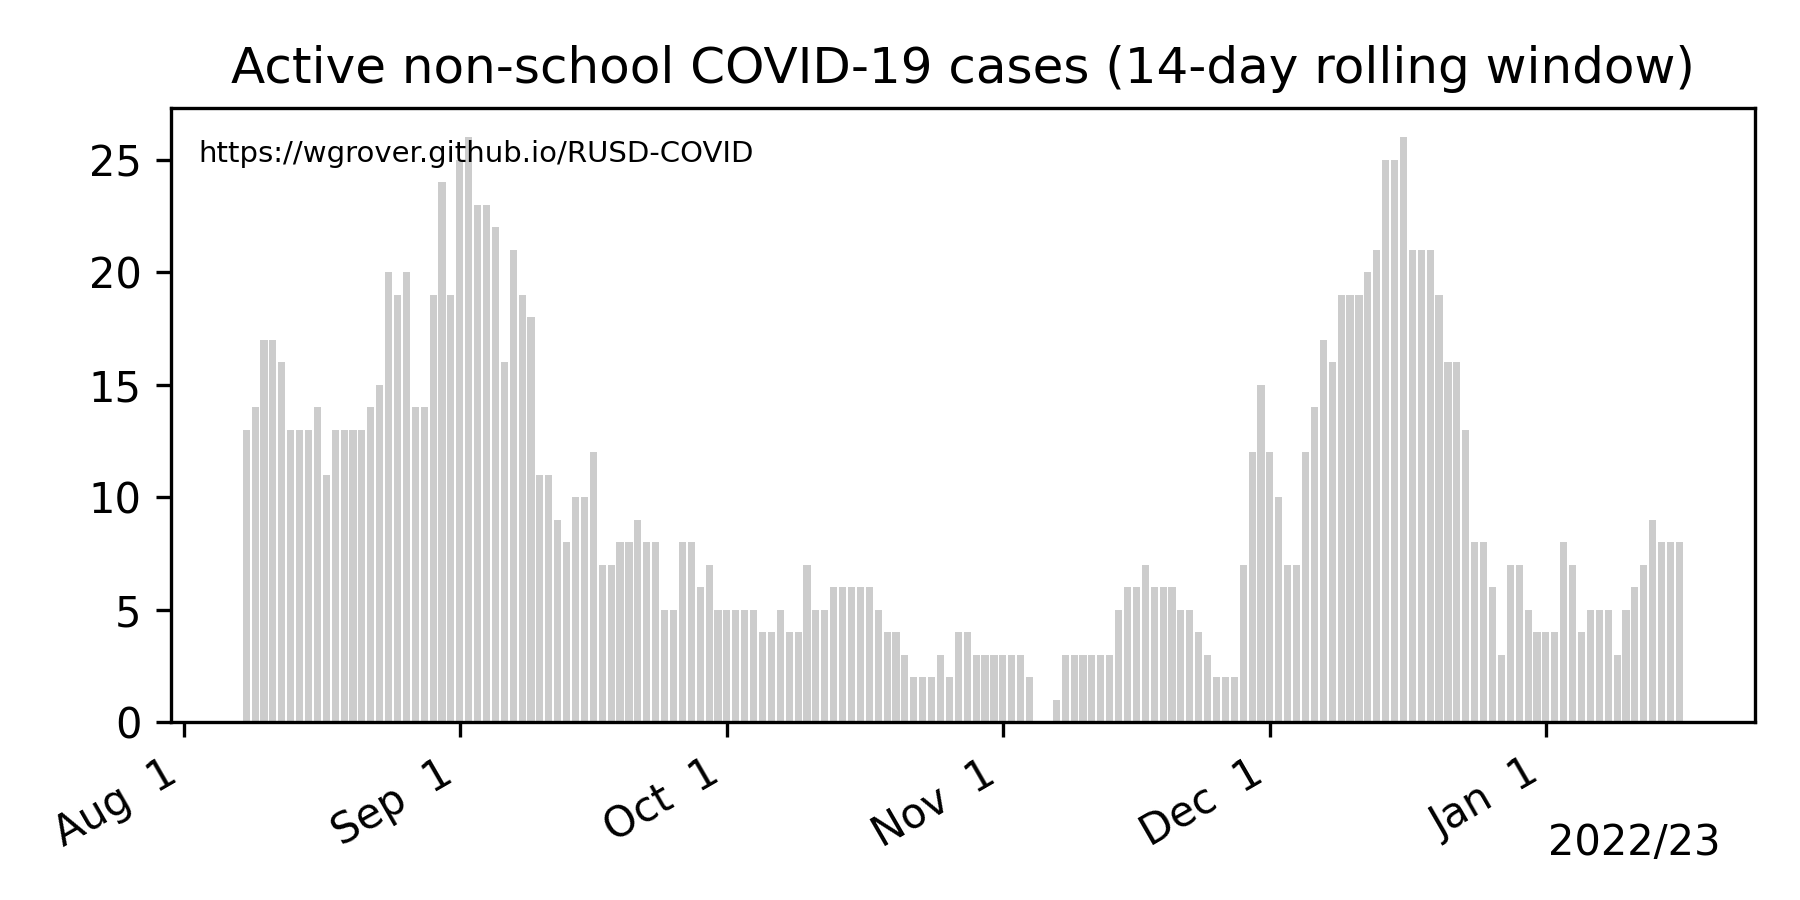 Active non-school COVID-19 cases (14-day rolling window)
https://wgrover.github.io/RUSD-COVID
25
20
15
10
5
0
Aug 1
Sep 1
Oct 1
Nov 1
Dec 1
Jan 1
2022/23